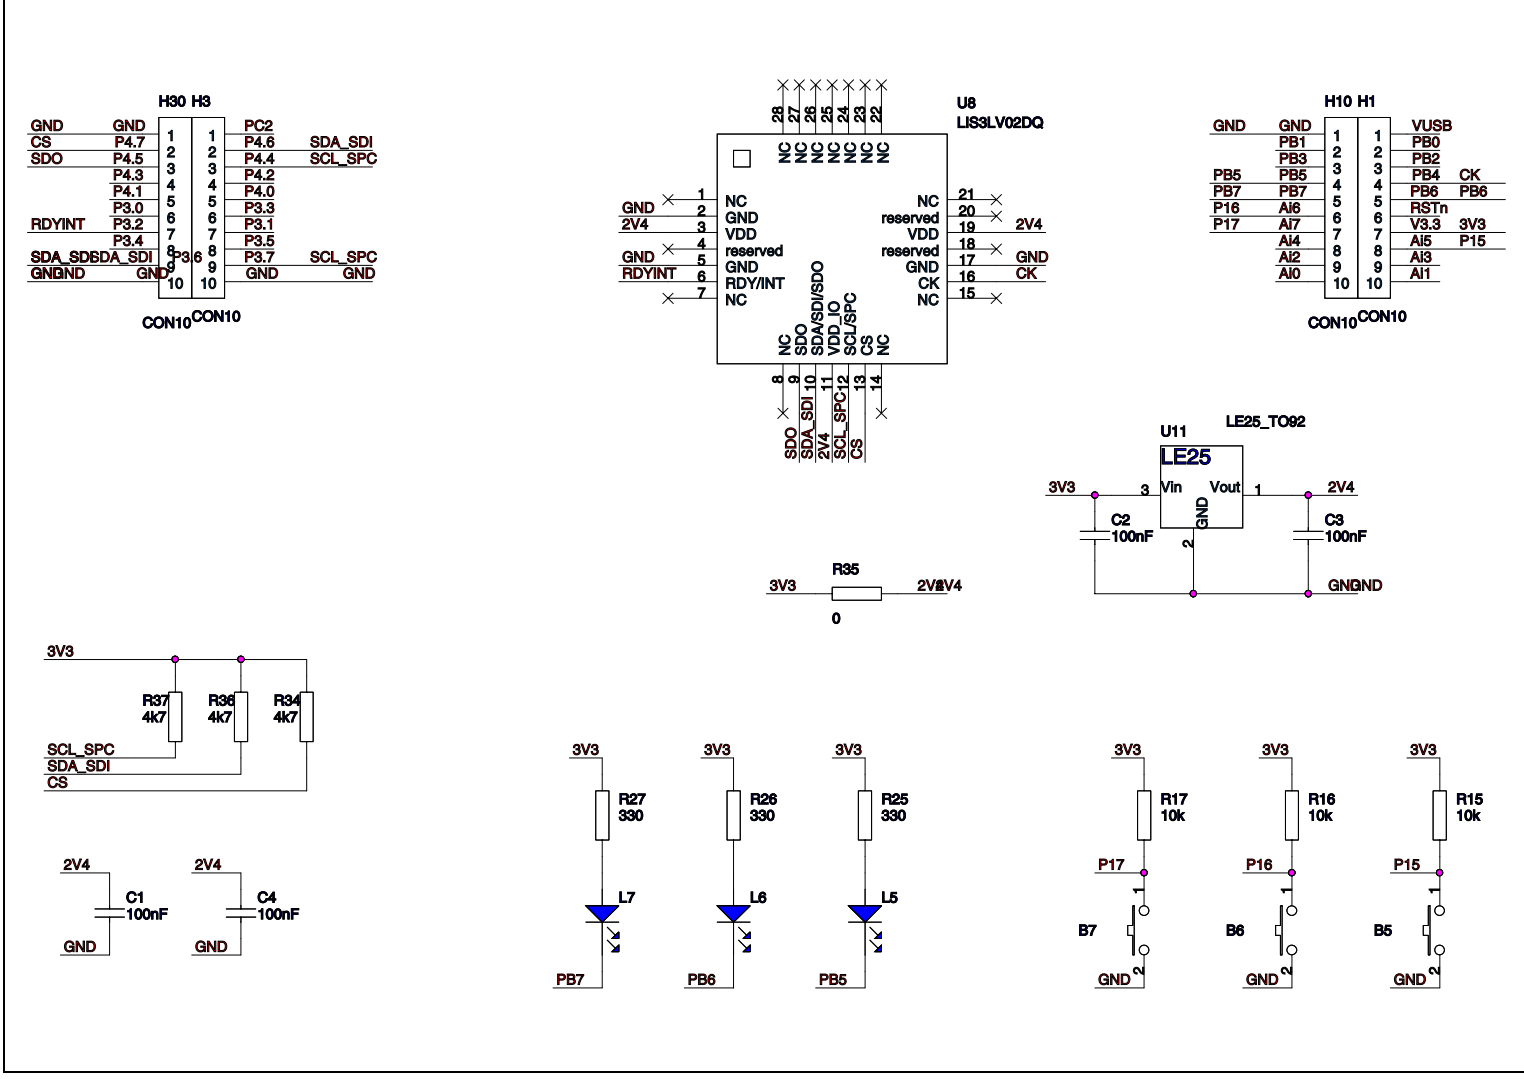 H30 H3
GND GND 1 1 PC2
CS P4.7 2 2 P4.6 SDA_SDI
SDO P4.5 3 3 P4.4 SCL_SPC
P4.3 4 4 P4.2
P4.1 5 5 P4.0
P3.0 6 6 P3.3
RDYINT P3.2 7 7 P3.1
P3.4 8 8 P3.5
SDA_SDI SDA_SDI P3.6 9 9 P3.7 SCL_SPC
GND GND GND 10 10 GND GND
CON10 CON10
U8
LIS3LV02DQ
28 27 26 25 24 23 22
NC NC NC NC NC NC NC
1 NC
GND 2 GND
2V4 3 VDD
4 reserved
GND 5 GND
RDYINT 6 RDY/INT
7 NC
NC 21
reserved 20
VDD 19 2V4
reserved 18
GND 17 GND
CK 16 CK
NC 15
NC SDO SDA/SDI/SDO VDD_IO SCL/SPC CS NC
8 9 10 11 12 13 14
SDO SDA_SDI 2V4 SCL_SPC CS
H10 H1
GND GND 1 1 VUSB
PB1 2 2 PB0
PB3 3 3 PB2
PB5 PB5 4 4 PB4 CK
PB7 PB7 5 5 PB6 PB6
P16 Ai6 6 6 RSTn
P17 Ai7 7 7 V3.3 3V3
Ai4 8 8 Ai5 P15
Ai2 9 9 Ai3
Ai0 10 10 Ai1
CON10 CON10
U11 LE25_TO92
LE25
3V3 3 Vin Vout 1 2V4
GND
2
C2
100nF
C3
100nF
GND GND
R35
3V3 2V4 2V4
0
3V3
R37
4k7
R36
4k7
R34
4k7
SCL_SPC
SDA_SDI
CS
2V4
C1
100nF
GND
2V4
C4
100nF
GND
3V3
R27
330
L7
PB7
3V3
R26
330
L6
PB6
3V3
R25
330
L5
PB5
3V3
R17
10k
P17
1
B7
2
GND
3V3
R16
10k
P16
1
B6
2
GND
3V3
R15
10k
P15
1
B5
2
GND